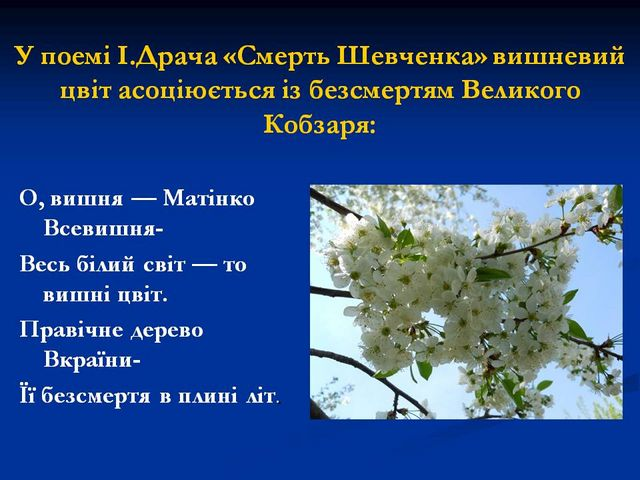 У поемі І.Драча «Смерть Шевченка» вишневий
цвіт асоціюється із безсмертям Великого
Кобзаря:
О, вишня — Матінко
Всевишня-
Весь білий світ — то
вишні цвіт.
Правічне дерево
Вкраїни-
Її безсмертя в плині літ.